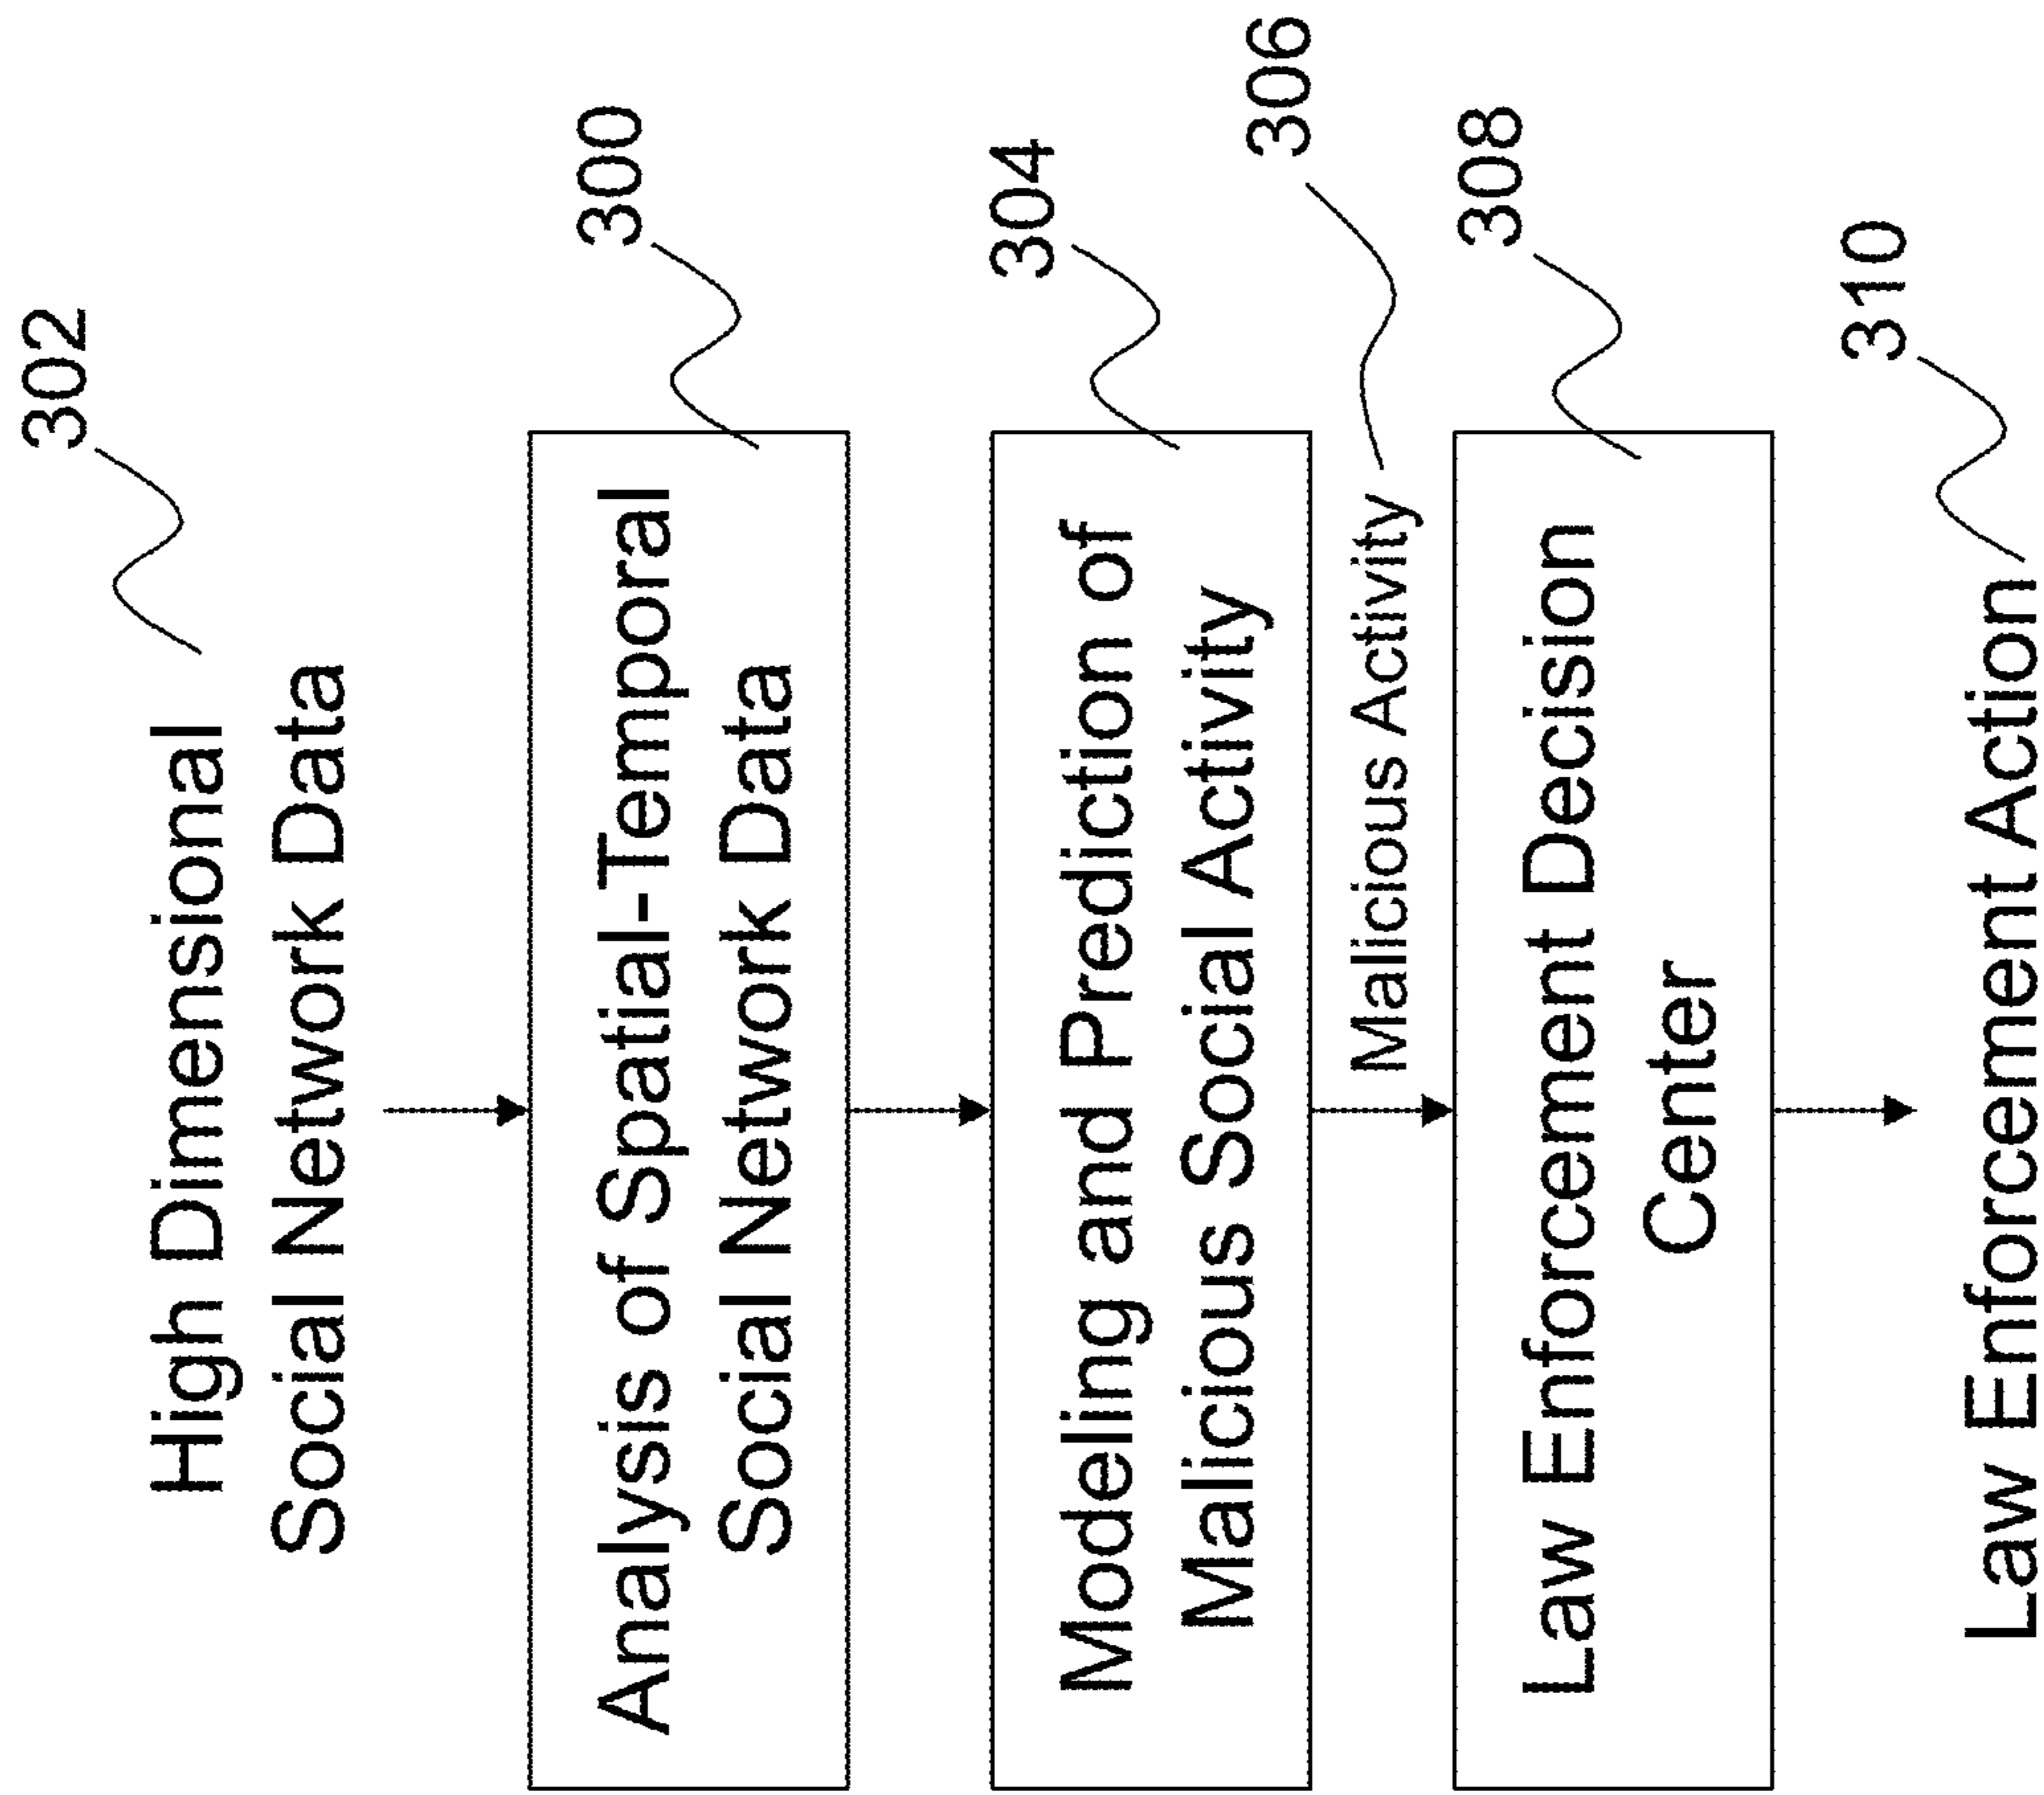 302
High Dimensional
Social Network Data
300
Analysis of Spatial-Temporal
Social Network Data
304
Modeling and Prediction of
Malicious Social Activity
306
Malicious Activity
308
Law Enforcement Decision
Center
310
Law Enforcement Action